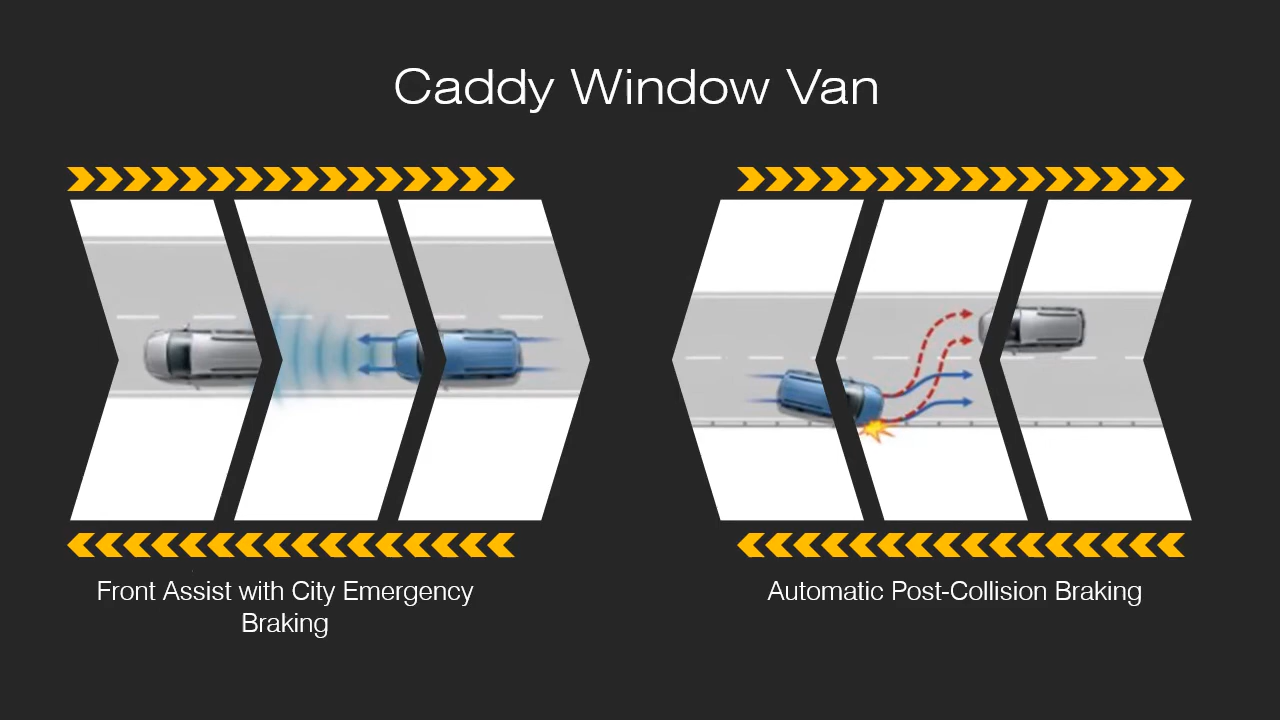 Caddy Window Van
Front Assist with City Emergency
Braking
Automatic Post-Collision Braking